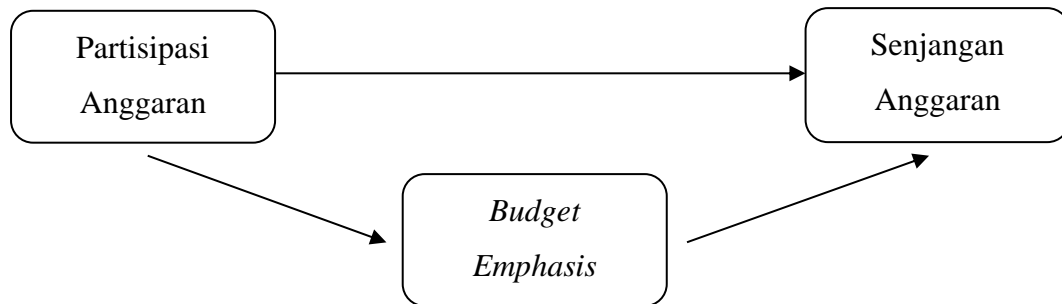 Partisipasi
Anggaran
Senjangan
Anggaran
Budget
Emphasis